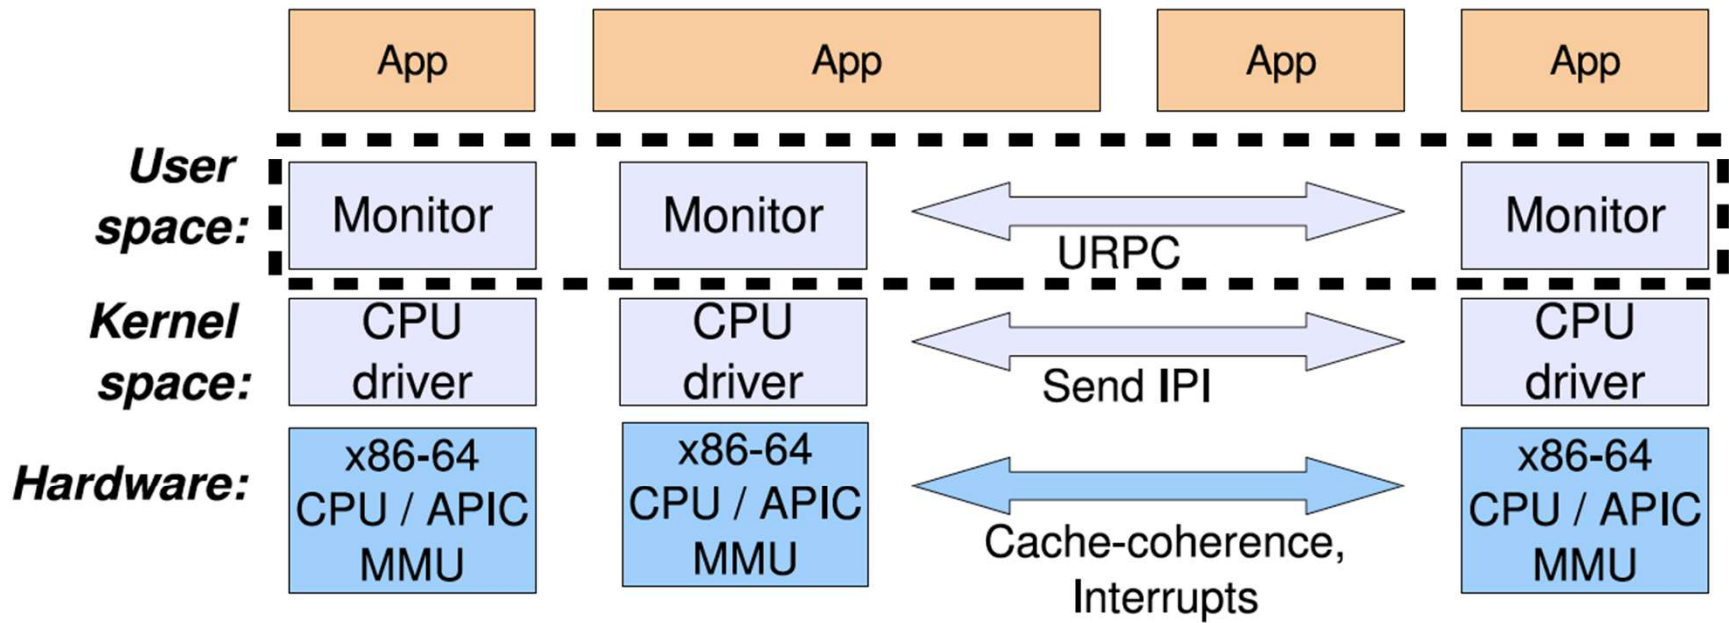 App
App
App
App
User
space:
Monitor
Monitor
URPC
Monitor
Kernel
space:
CPU
driver
CPU
driver
Send IPI
CPU
driver
Hardware:
x86-64
CPU / APIC
MMU
x86-64
CPU / APIC
MMU
Cache-coherence,
Interrupts
x86-64
CPU / APIC
MMU